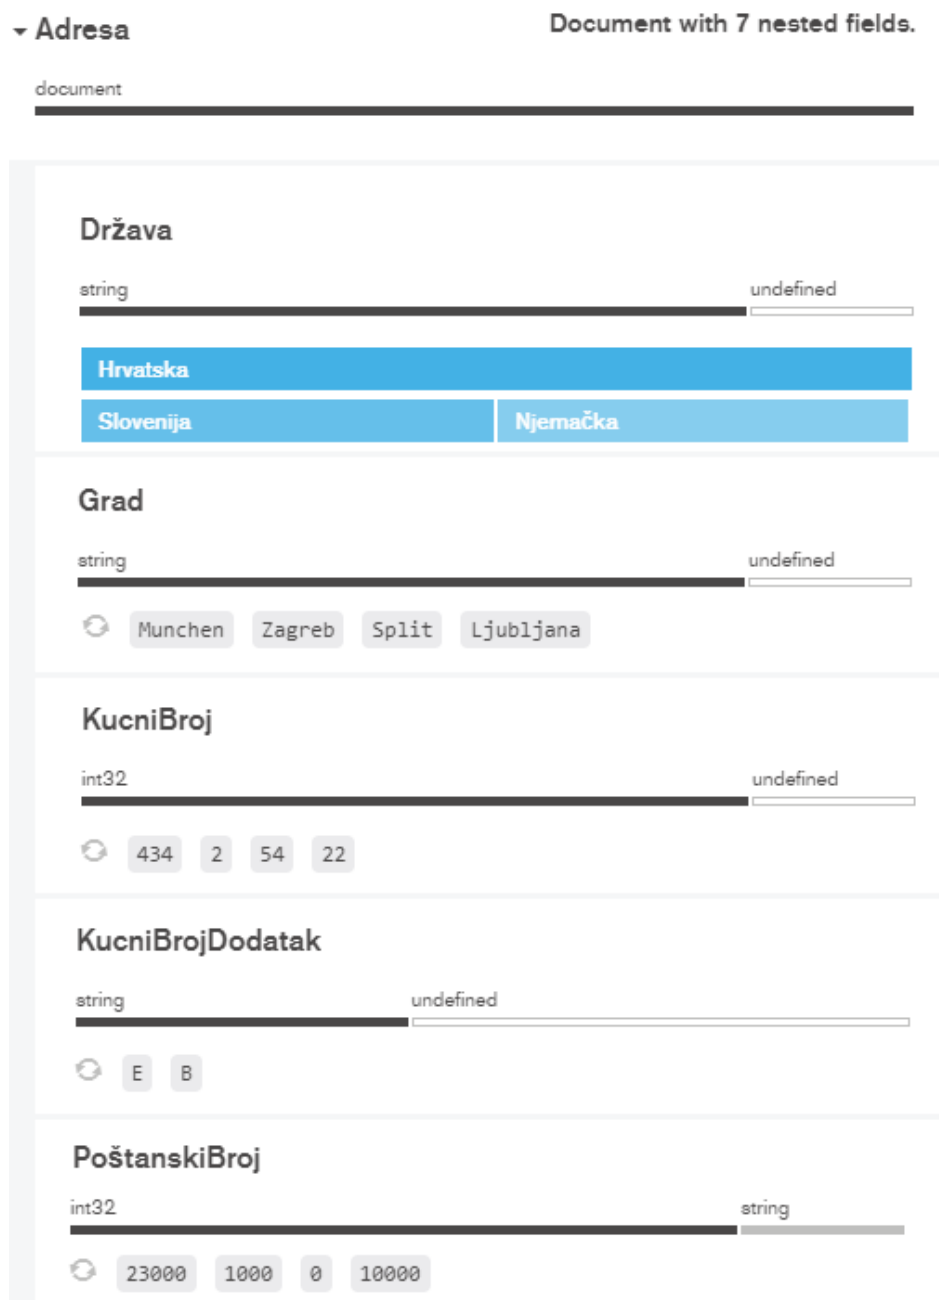 Adresa Document with 7 nested fields.
document
Država
string undefined
Hrvatska
Slovenija Njemačka
Grad
string undefined
Munchen Zagreb Split Ljubljana
KucniBroj
int32 undefined
434 2 54 22
KucniBrojDodatak
string undefined
E B
PoštanskiBroj
int32 string
23000 1000 0 10000